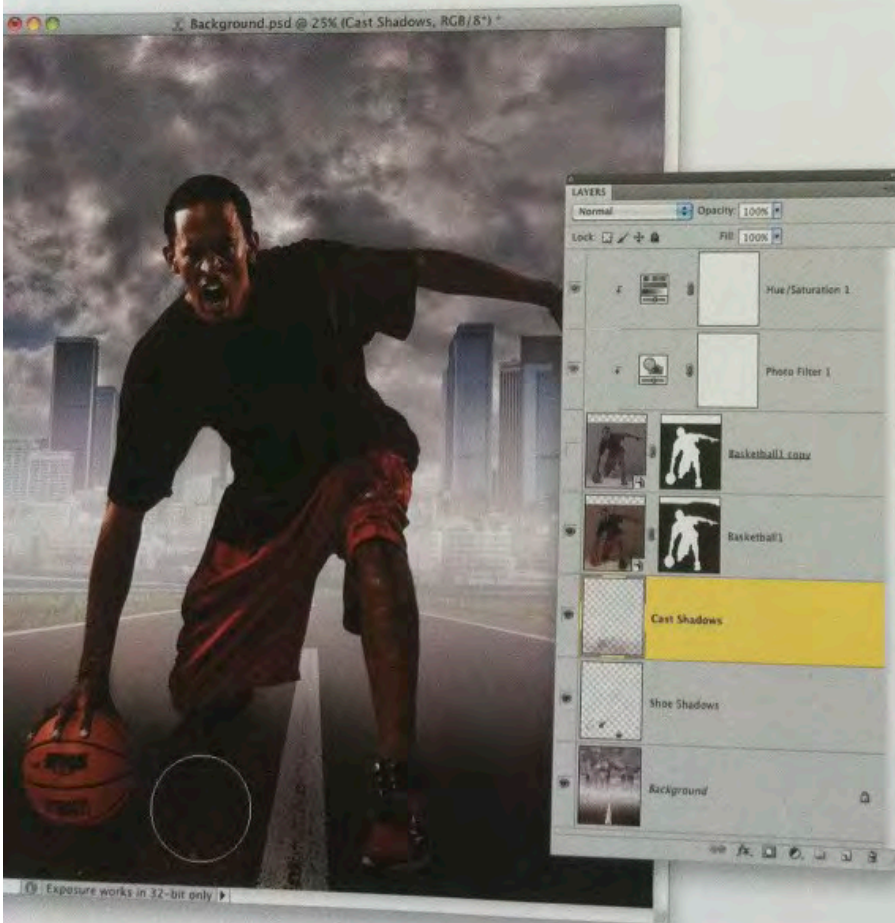 Background.psd @ 25% (Cast Shadows, RGB/8*) *
LAYERS
Normal Opacity: 100%
Lock: Fill: 100%
Hue/Saturation 1
Photo Filter 1
Basketball1 copy
Basketball1
Cast Shadows
Shoe Shadows
Background
fx.
Exposure works in 32-bit only